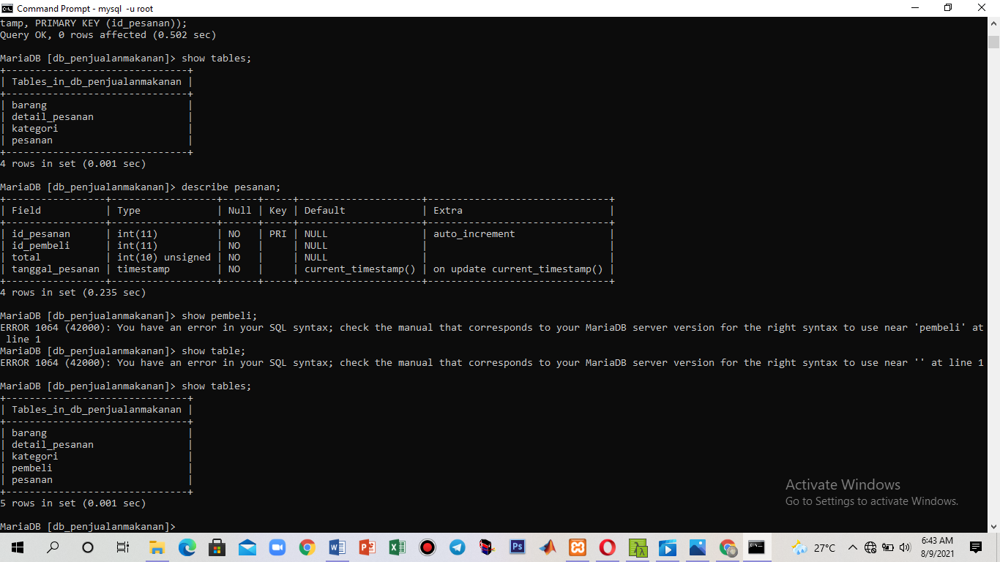 Command Prompt - mysql -u root
tamp, PRIMARY KEY (id_pesanan));
Query OK, 0 rows affected (0.502 sec)
MariaDB [db_penjualanmakanan]> show tables;
+-------------------------------+
| Tables_in_db_penjualanmakanan |
+-------------------------------+
| barang                        |
| detail_pesanan                |
| kategori                      |
| pesanan                       |
+-------------------------------+
4 rows in set (0.001 sec)
MariaDB [db_penjualanmakanan]> describe pesanan;
+-----------------+------------------+------+-----+---------------------+-------------------------------+
| Field           | Type             | Null | Key | Default             | Extra                         |
+-----------------+------------------+------+-----+---------------------+-------------------------------+
| id_pesanan      | int(11)          | NO   | PRI | NULL                | auto_increment                |
| id_pembeli      | int(11)          | NO   |     | NULL                |                               |
| total           | int(10) unsigned | NO   |     | NULL                |                               |
| tanggal_pesanan | timestamp        | NO   |     | current_timestamp() | on update current_timestamp() |
+-----------------+------------------+------+-----+---------------------+-------------------------------+
4 rows in set (0.235 sec)
MariaDB [db_penjualanmakanan]> show pembeli;
ERROR 1064 (42000): You have an error in your SQL syntax; check the manual that corresponds to your MariaDB server version for the right syntax to use near 'pembeli' at
 line 1
MariaDB [db_penjualanmakanan]> show table;
ERROR 1064 (42000): You have an error in your SQL syntax; check the manual that corresponds to your MariaDB server version for the right syntax to use near '' at line 1
MariaDB [db_penjualanmakanan]> show tables;
+-------------------------------+
| Tables_in_db_penjualanmakanan |
+-------------------------------+
| barang                        |
| detail_pesanan                |
| kategori                      |
| pembeli                       |
| pesanan                       |
+-------------------------------+
5 rows in set (0.001 sec)
MariaDB [db_penjualanmakanan]>
Activate Windows
Go to Settings to activate Windows.
27°C
6:43 AM
8/9/2021